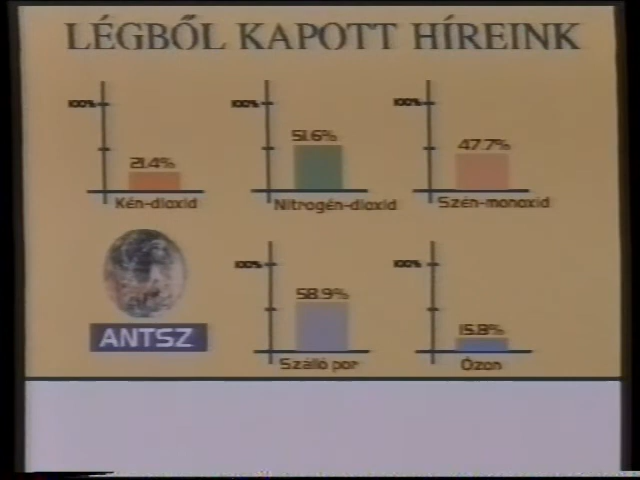 LÉGBŐL KAPOTT HÍREINK
100%
21.4%
Kén-dioxid
100%
51.6%
Nitrogén-dioxid
100%
47.7%
Szén-monoxid
ANTSZ
100%
58.9%
Szálló por
100%
15.8%
Ózon